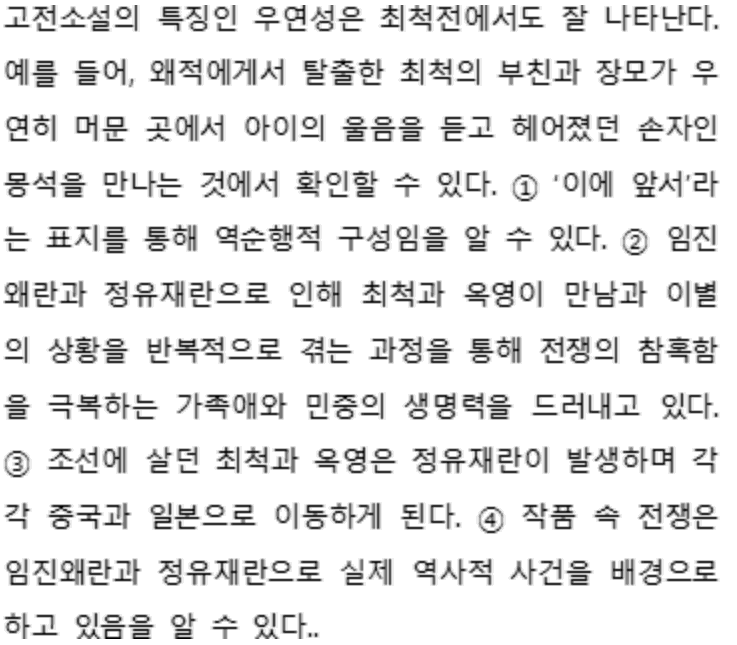 고전소설의 특징인 우연성은 최척전에서도 잘 나타난다.
예를 들어, 왜적에게서 탈출한 최척의 부친과 장모가 우
연히 머문 곳에서 아이의 울음을 듣고 헤어졌던 손자인
몽석을 만나는 것에서 확인할 수 있다. ① ‘이에 앞서’라
는 표지를 통해 역순행적 구성임을 알 수 있다. ② 임진
왜란과 정유재란으로 인해 최척과 옥영이 만남과 이별
의 상황을 반복적으로 겪는 과정을 통해 전쟁의 참혹함
을 극복하는 가족애와 민중의 생명력을 드러내고 있다.
③ 조선에 살던 최척과 옥영은 정유재란이 발생하며 각
각 중국과 일본으로 이동하게 된다. ④ 작품 속 전쟁은
임진왜란과 정유재란으로 실제 역사적 사건을 배경으로
하고 있음을 알 수 있다..